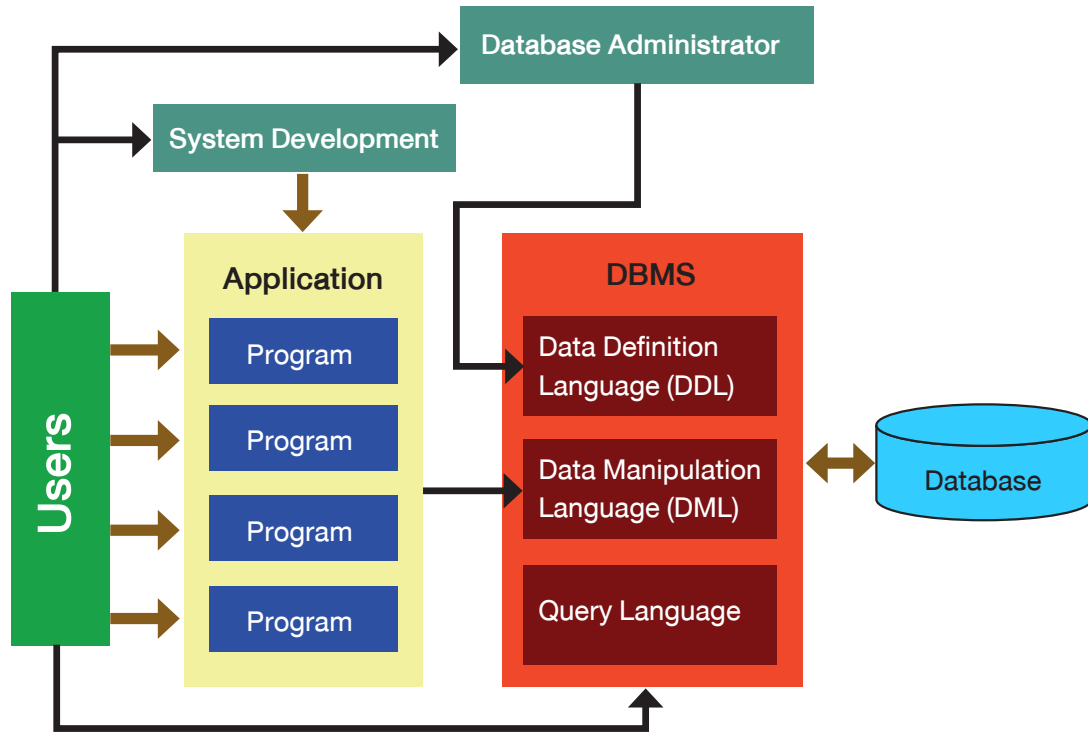 Database Administrator
System Development
Users
Application
Program
Program
Program
Program
DBMS
Data Definition
Language (DDL)
Data Manipulation
Language (DML)
Query Language
Database